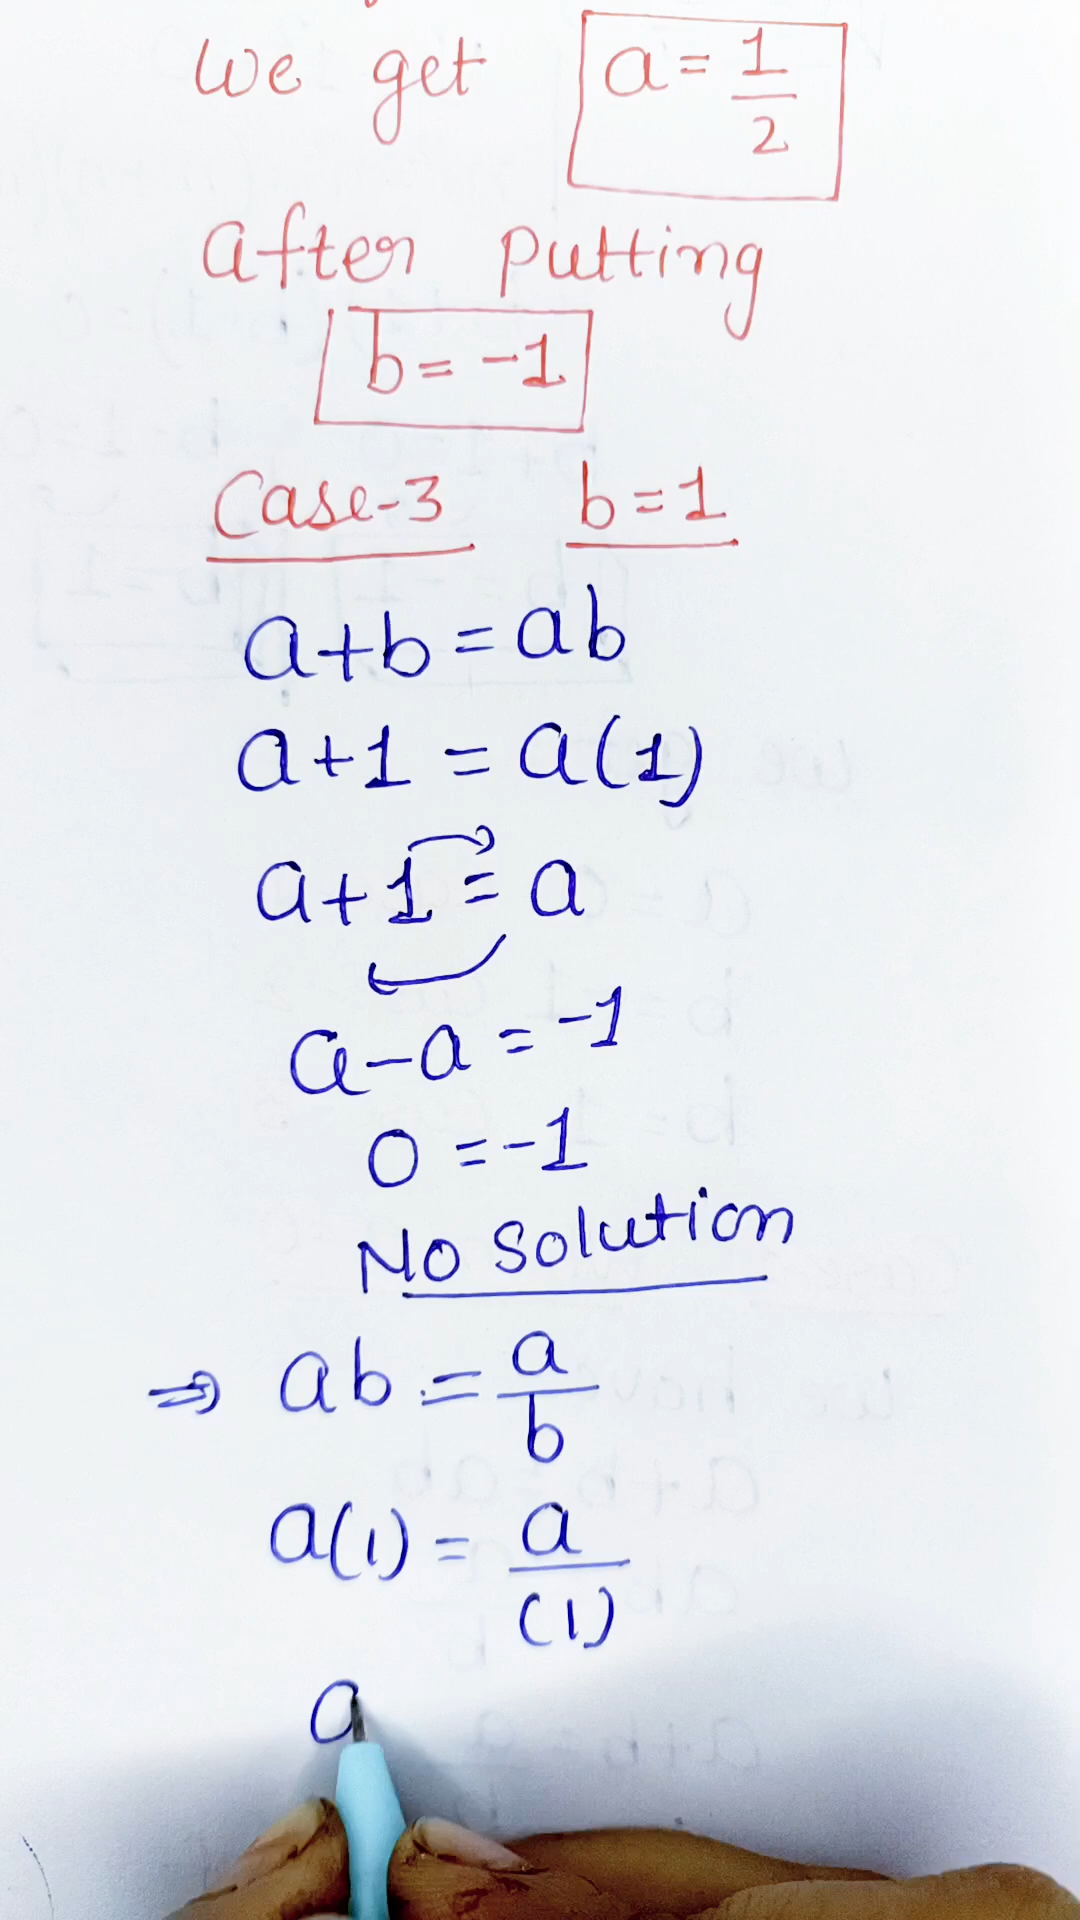 We get a = 1/2
After putting
b = -1
Case-3 b = 1
a + b = ab
a + 1 = a(1)
a + 1 = a
a - a = -1
0 = -1
No solution
⇒ ab = a/b
a(1) = a/(1)
a